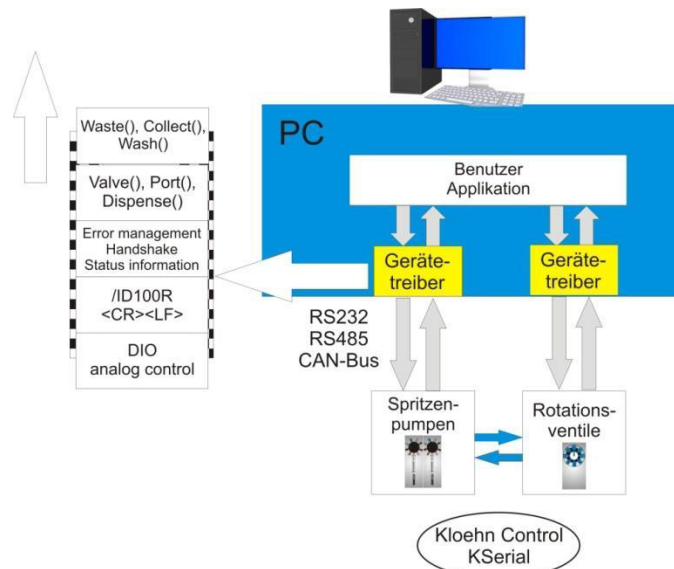 Waste(), Collect(),
Wash()
Valve(), Port(),
Dispense()
Error management
Handshake
Status information
/ID100R
<CR><LF>
DIO
analog control
PC
Benutzer
Applikation
Geräte-
treiber
Geräte-
treiber
RS232
RS485
CAN-Bus
Spritzen-
pumpen
Rotations-
ventile
Kloehn Control
KSerial